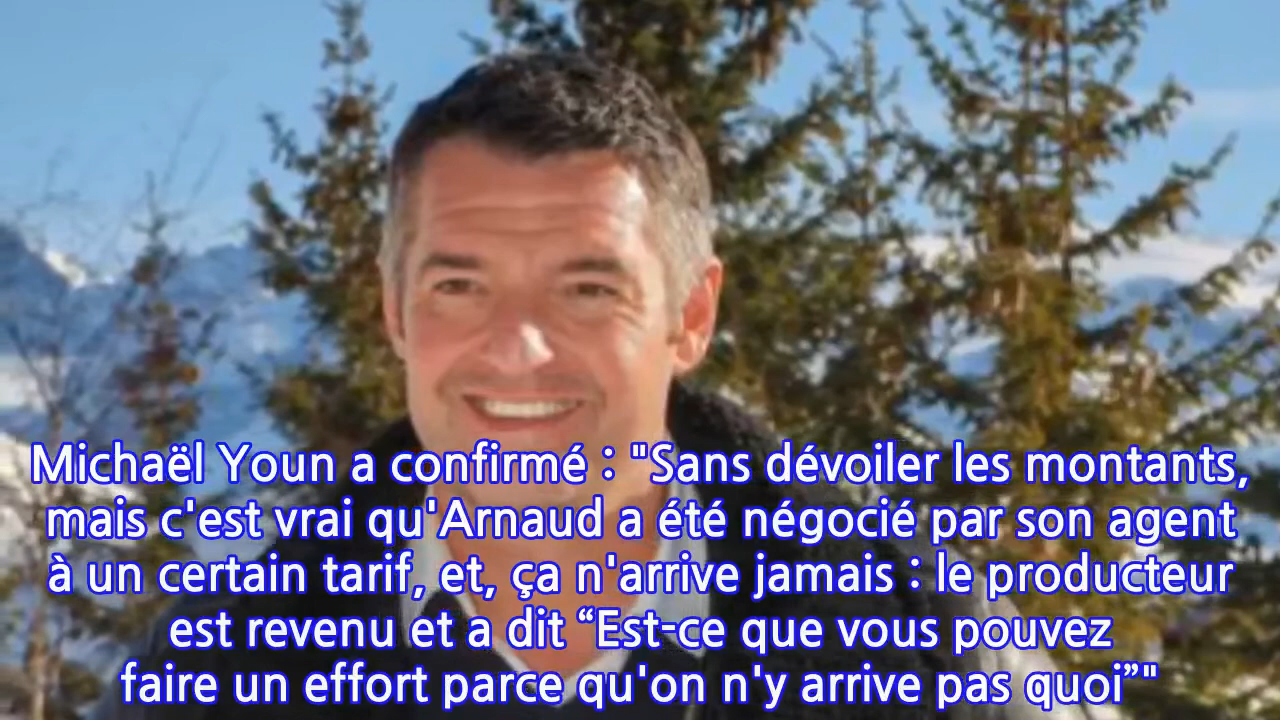 Michaël Youn a confirmé : "Sans dévoiler les montants,
mais c'est vrai qu'Arnaud a été négocié par son agent
à un certain tarif, et, ça n'arrive jamais : le producteur
est revenu et a dit “Est-ce que vous pouvez
faire un effort parce qu'on n'y arrive pas quoi”"